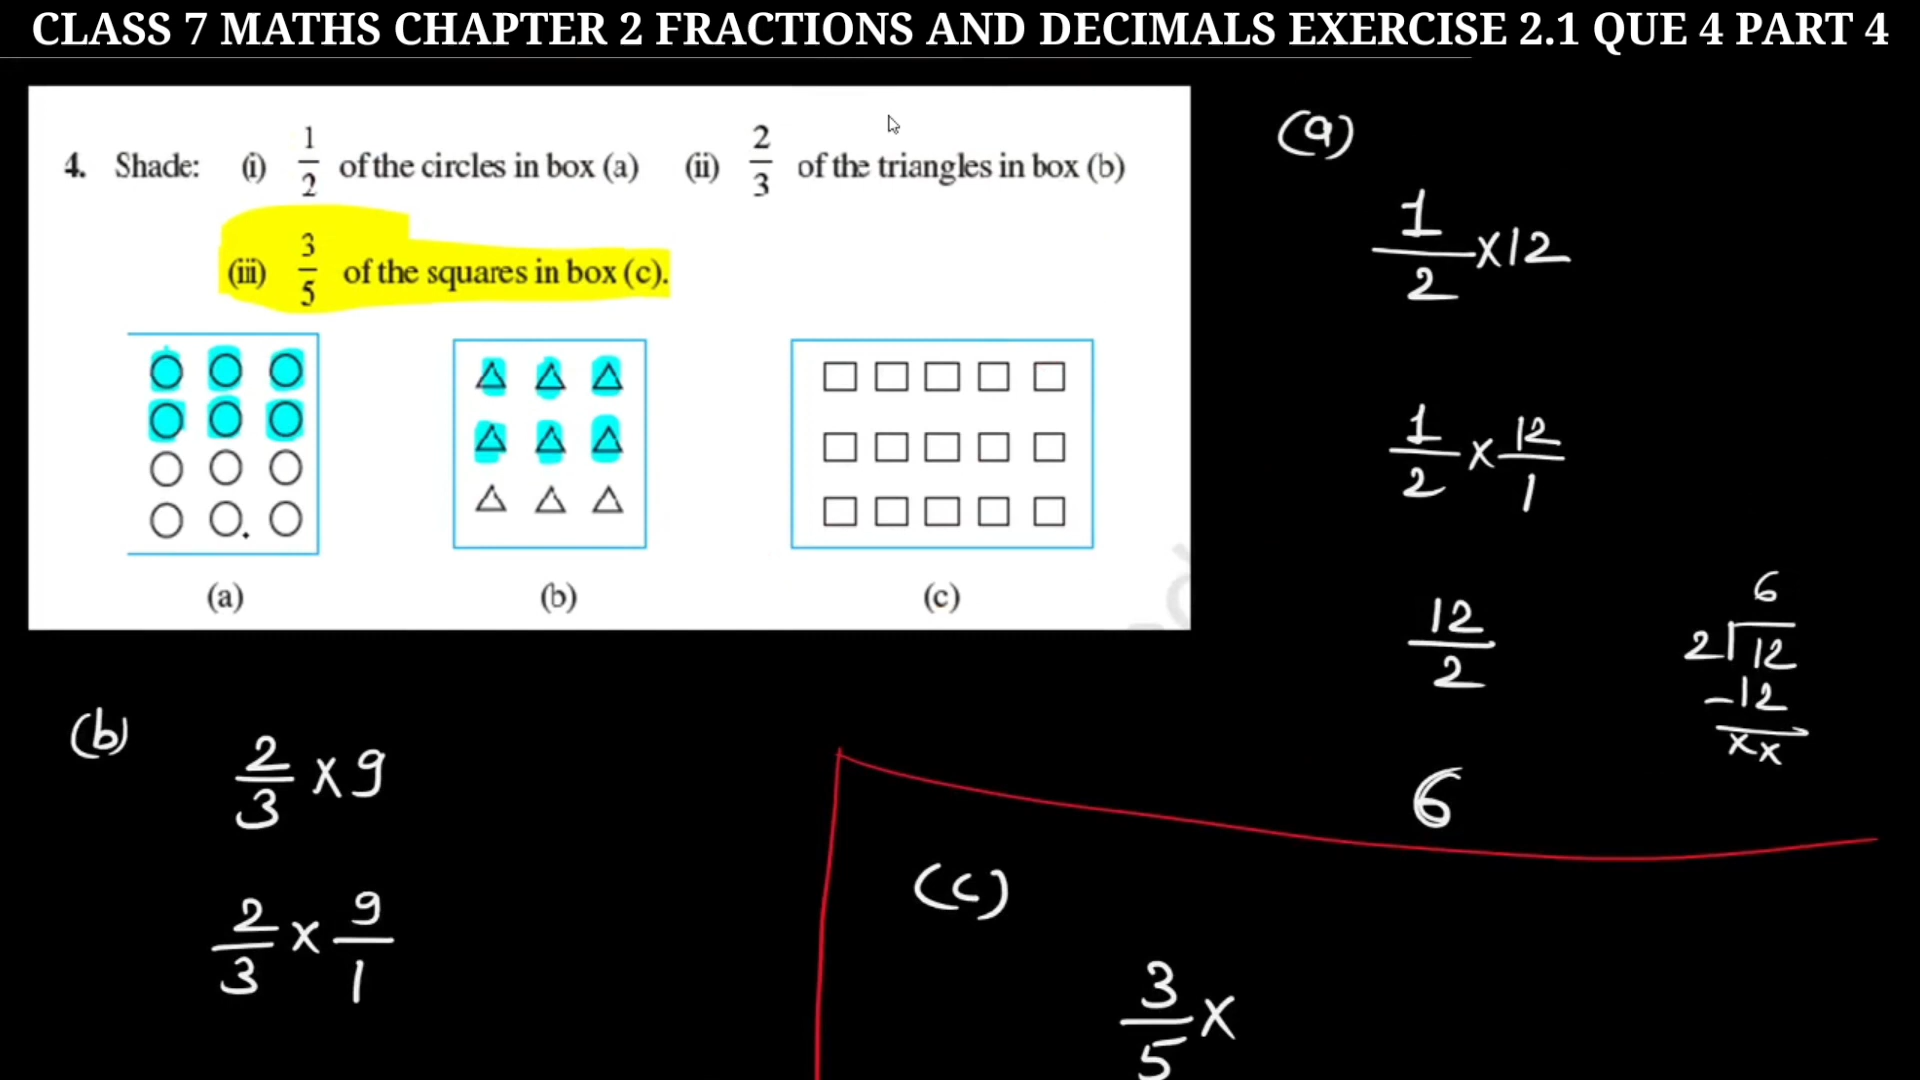 CLASS 7 MATHS CHAPTER 2 FRACTIONS AND DECIMALS EXERCISE 2.1 QUE 4 PART 4
4. Shade: (i) 1/2 of the circles in box (a) (ii) 2/3 of the triangles in box (b)
(iii) 3/5 of the squares in box (c).
(a) (b) (c)
(a)
1/2 × 12
1/2 × 12/1
12/2
6
6
2 12
-12
××
(b)
2/3 × 9
2/3 × 9/1
(c)
3/5 ×